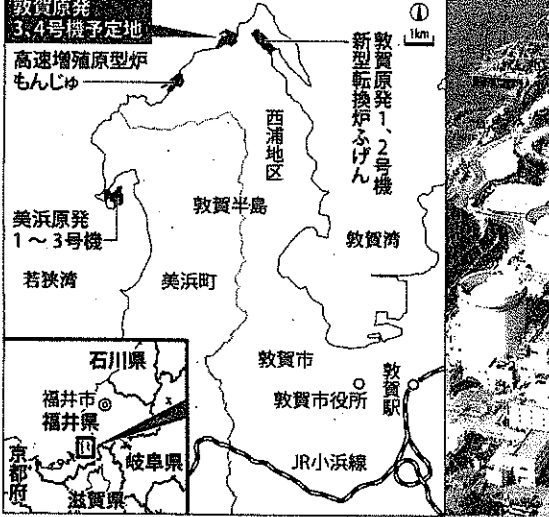 敦賀原発
3、4号機予定地
高速増殖原型炉
もんじゅ
1km
敦賀原発1、2号機
新型転換炉ふげん
西浦地区
美浜原発
1～3号機
敦賀半島
敦賀湾
若狭湾
美浜町
敦賀市
敦賀市役所
敦賀駅
JR小浜線
石川県
福井市
福井県
京都府
岐阜県
滋賀県